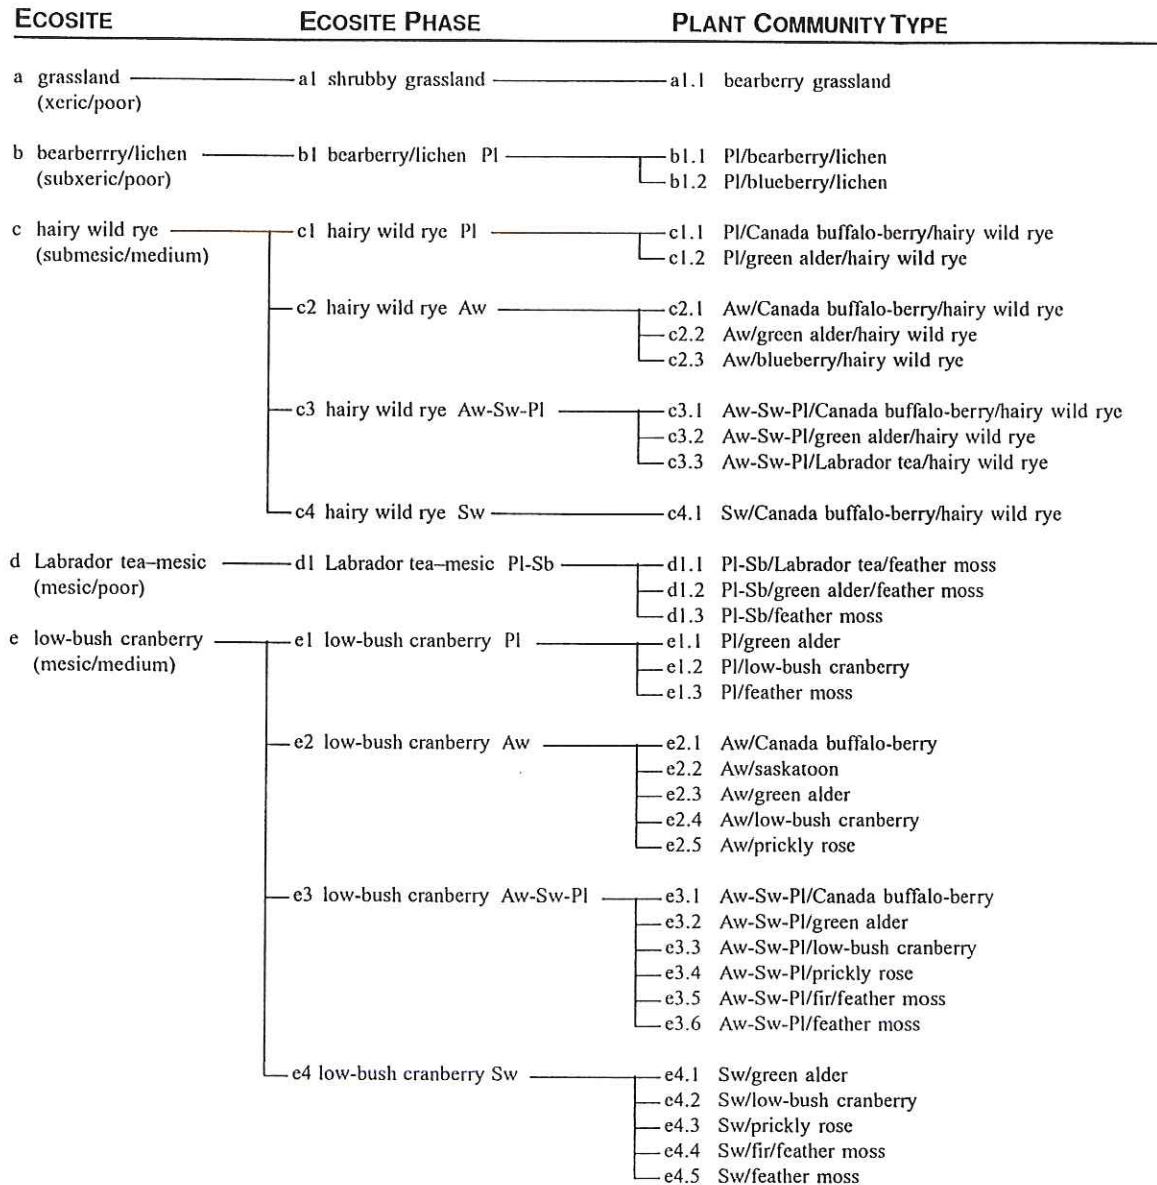 ECOSITE ECOSITE PHASE PLANT COMMUNITY TYPE
a grassland a1 shrubby grassland a1.1 bearberry grassland
(xeric/poor)
b bearberrry/lichen b1 bearberry/lichen Pl b1.1 Pl/bearberry/lichen
(subxeric/poor) b1.2 Pl/blueberry/lichen
c hairy wild rye c1 hairy wild rye Pl c1.1 Pl/Canada buffalo-berry/hairy wild rye
(submesic/medium) c1.2 Pl/green alder/hairy wild rye
c2 hairy wild rye Aw c2.1 Aw/Canada buffalo-berry/hairy wild rye
c2.2 Aw/green alder/hairy wild rye
c2.3 Aw/blueberry/hairy wild rye
c3 hairy wild rye Aw-Sw-Pl c3.1 Aw-Sw-Pl/Canada buffalo-berry/hairy wild rye
c3.2 Aw-Sw-Pl/green alder/hairy wild rye
c3.3 Aw-Sw-Pl/Labrador tea/hairy wild rye
c4 hairy wild rye Sw c4.1 Sw/Canada buffalo-berry/hairy wild rye
d Labrador tea–mesic d1 Labrador tea–mesic Pl-Sb d1.1 Pl-Sb/Labrador tea/feather moss
(mesic/poor) d1.2 Pl-Sb/green alder/feather moss
d1.3 Pl-Sb/feather moss
e low-bush cranberry e1 low-bush cranberry Pl e1.1 Pl/green alder
(mesic/medium) e1.2 Pl/low-bush cranberry
e1.3 Pl/feather moss
e2 low-bush cranberry Aw e2.1 Aw/Canada buffalo-berry
e2.2 Aw/saskatoon
e2.3 Aw/green alder
e2.4 Aw/low-bush cranberry
e2.5 Aw/prickly rose
e3 low-bush cranberry Aw-Sw-Pl e3.1 Aw-Sw-Pl/Canada buffalo-berry
e3.2 Aw-Sw-Pl/green alder
e3.3 Aw-Sw-Pl/low-bush cranberry
e3.4 Aw-Sw-Pl/prickly rose
e3.5 Aw-Sw-Pl/fir/feather moss
e3.6 Aw-Sw-Pl/feather moss
e4 low-bush cranberry Sw e4.1 Sw/green alder
e4.2 Sw/low-bush cranberry
e4.3 Sw/prickly rose
e4.4 Sw/fir/feather moss
e4.5 Sw/feather moss